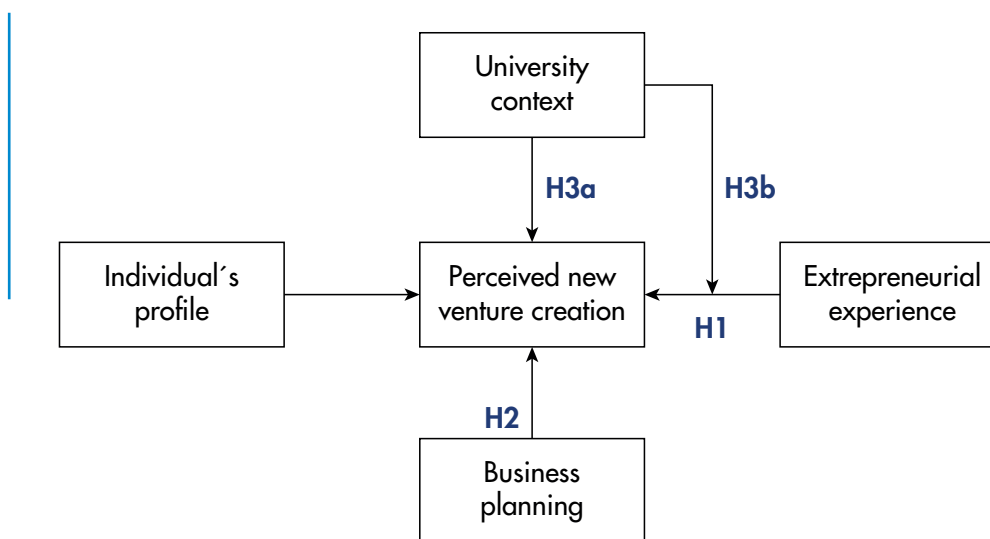 University
context
H3a
H3b
Individual´s
profile
Perceived new
venture creation
Extrepreneurial
experience
H1
H2
Business
planning